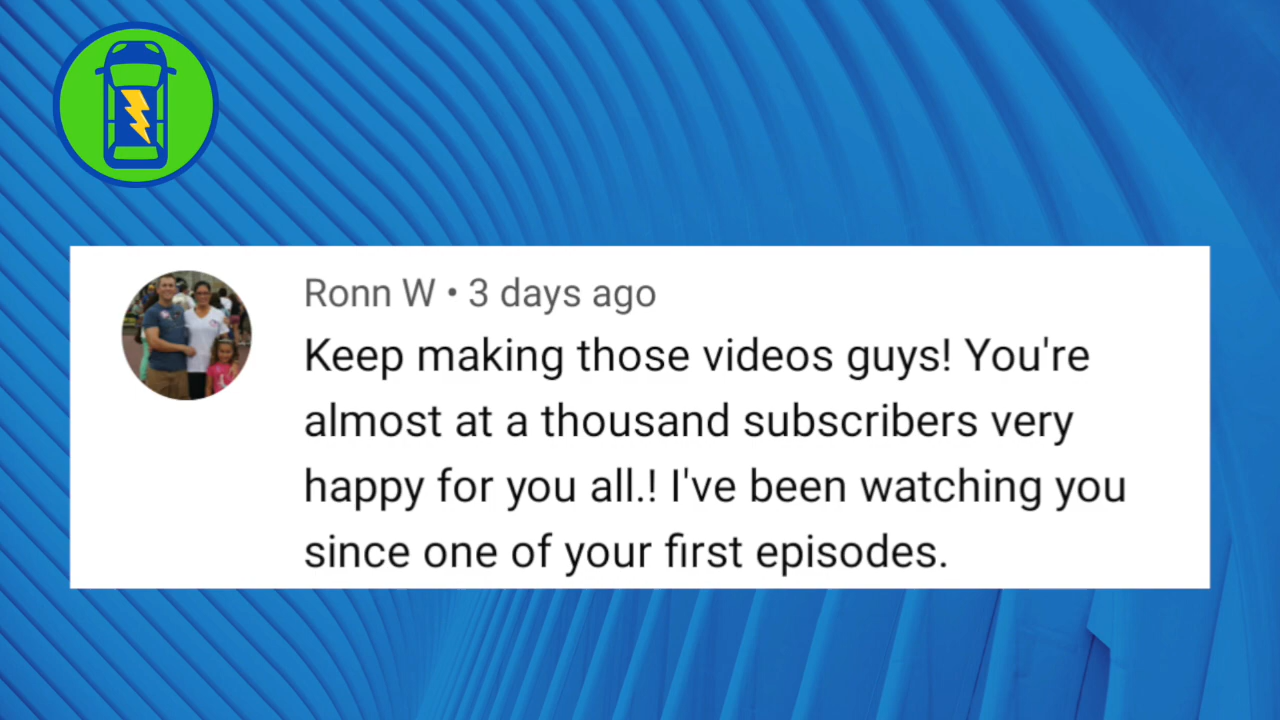 Ronn W • 3 days ago
Keep making those videos guys! You're
almost at a thousand subscribers very
happy for you all.! I've been watching you
since one of your first episodes.